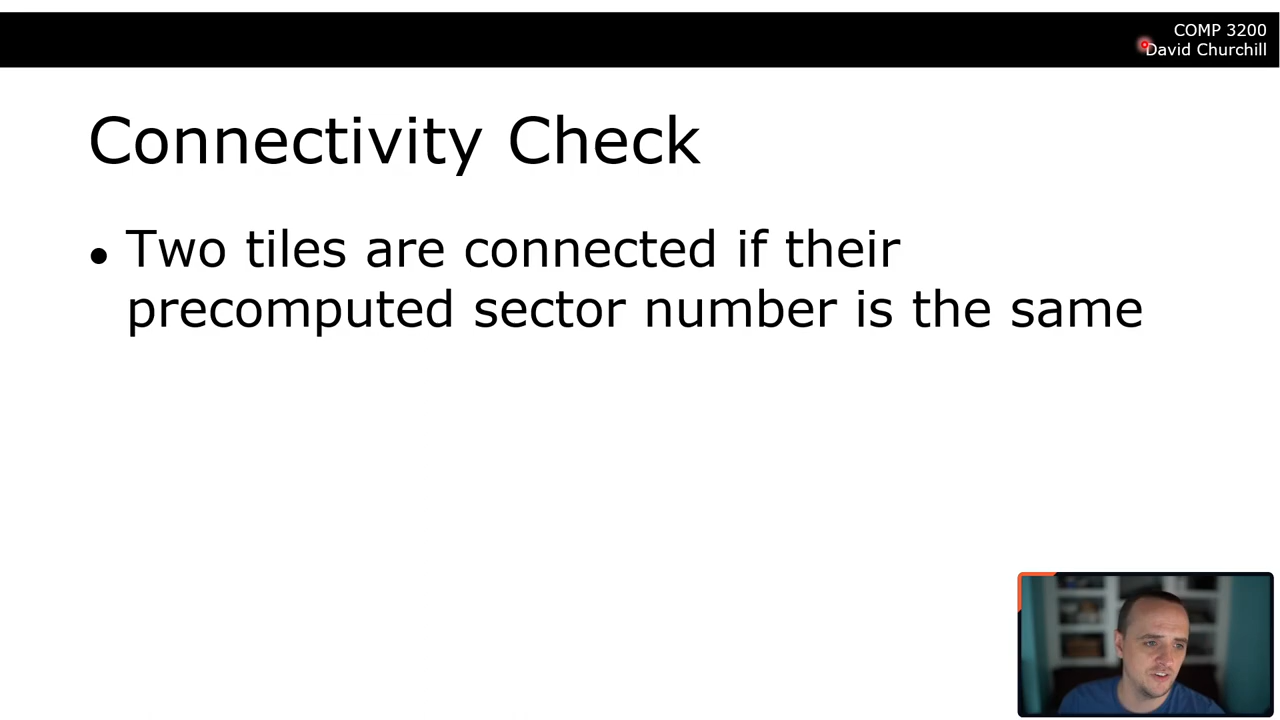 COMP 3200
David Churchill
Connectivity Check
• Two tiles are connected if their
precomputed sector number is the same